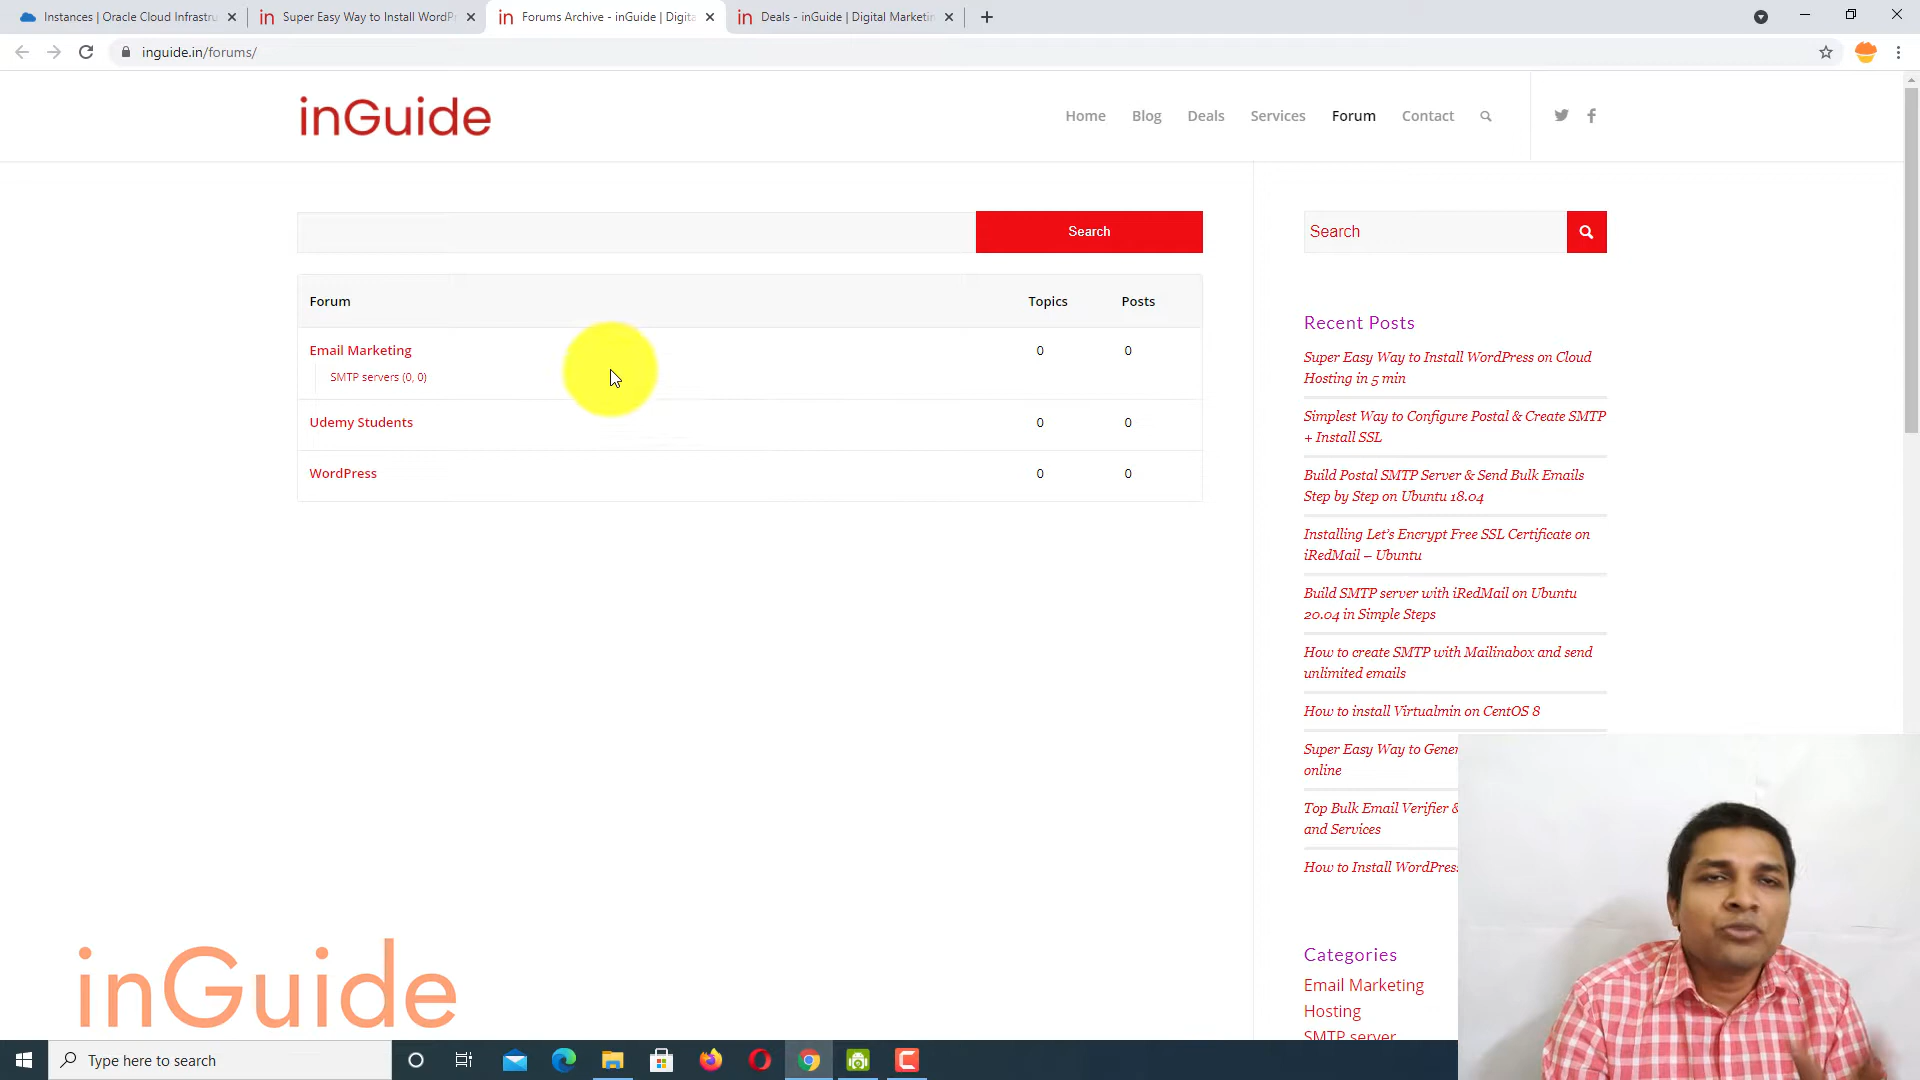 Instances | Oracle Cloud Infrastru
Super Easy Way to Install WordPr
Forums Archive - inGuide | Digita
Deals - inGuide | Digital Marketin
inguide.in/forums/
inGuide
Home
Blog
Deals
Services
Forum
Contact
Search
Forum
Topics
Posts
Email Marketing
0
0
SMTP servers (0, 0)
Udemy Students
0
0
WordPress
0
0
Search
Recent Posts
Super Easy Way to Install WordPress on Cloud
Hosting in 5 min
Simplest Way to Configure Postal & Create SMTP
+ Install SSL
Build Postal SMTP Server & Send Bulk Emails
Step by Step on Ubuntu 18.04
Installing Let's Encrypt Free SSL Certificate on
iRedMail – Ubuntu
Build SMTP server with iRedMail on Ubuntu
20.04 in Simple Steps
How to create SMTP with Mailinabox and send
unlimited emails
How to install Virtualmin on CentOS 8
Super Easy Way to Gener
online
Top Bulk Email Verifier &
and Services
How to Install WordPress
Categories
Email Marketing
Hosting
SMTP server
inGuide
Type here to search